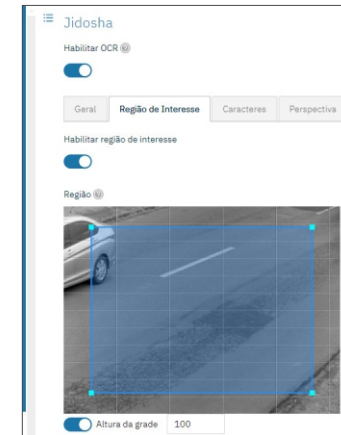 Jidosha
Habilitar OCR
Geral Região de Interesse Caracteres Perspectiva
Habilitar região de interesse
Região
Altura da grade 100